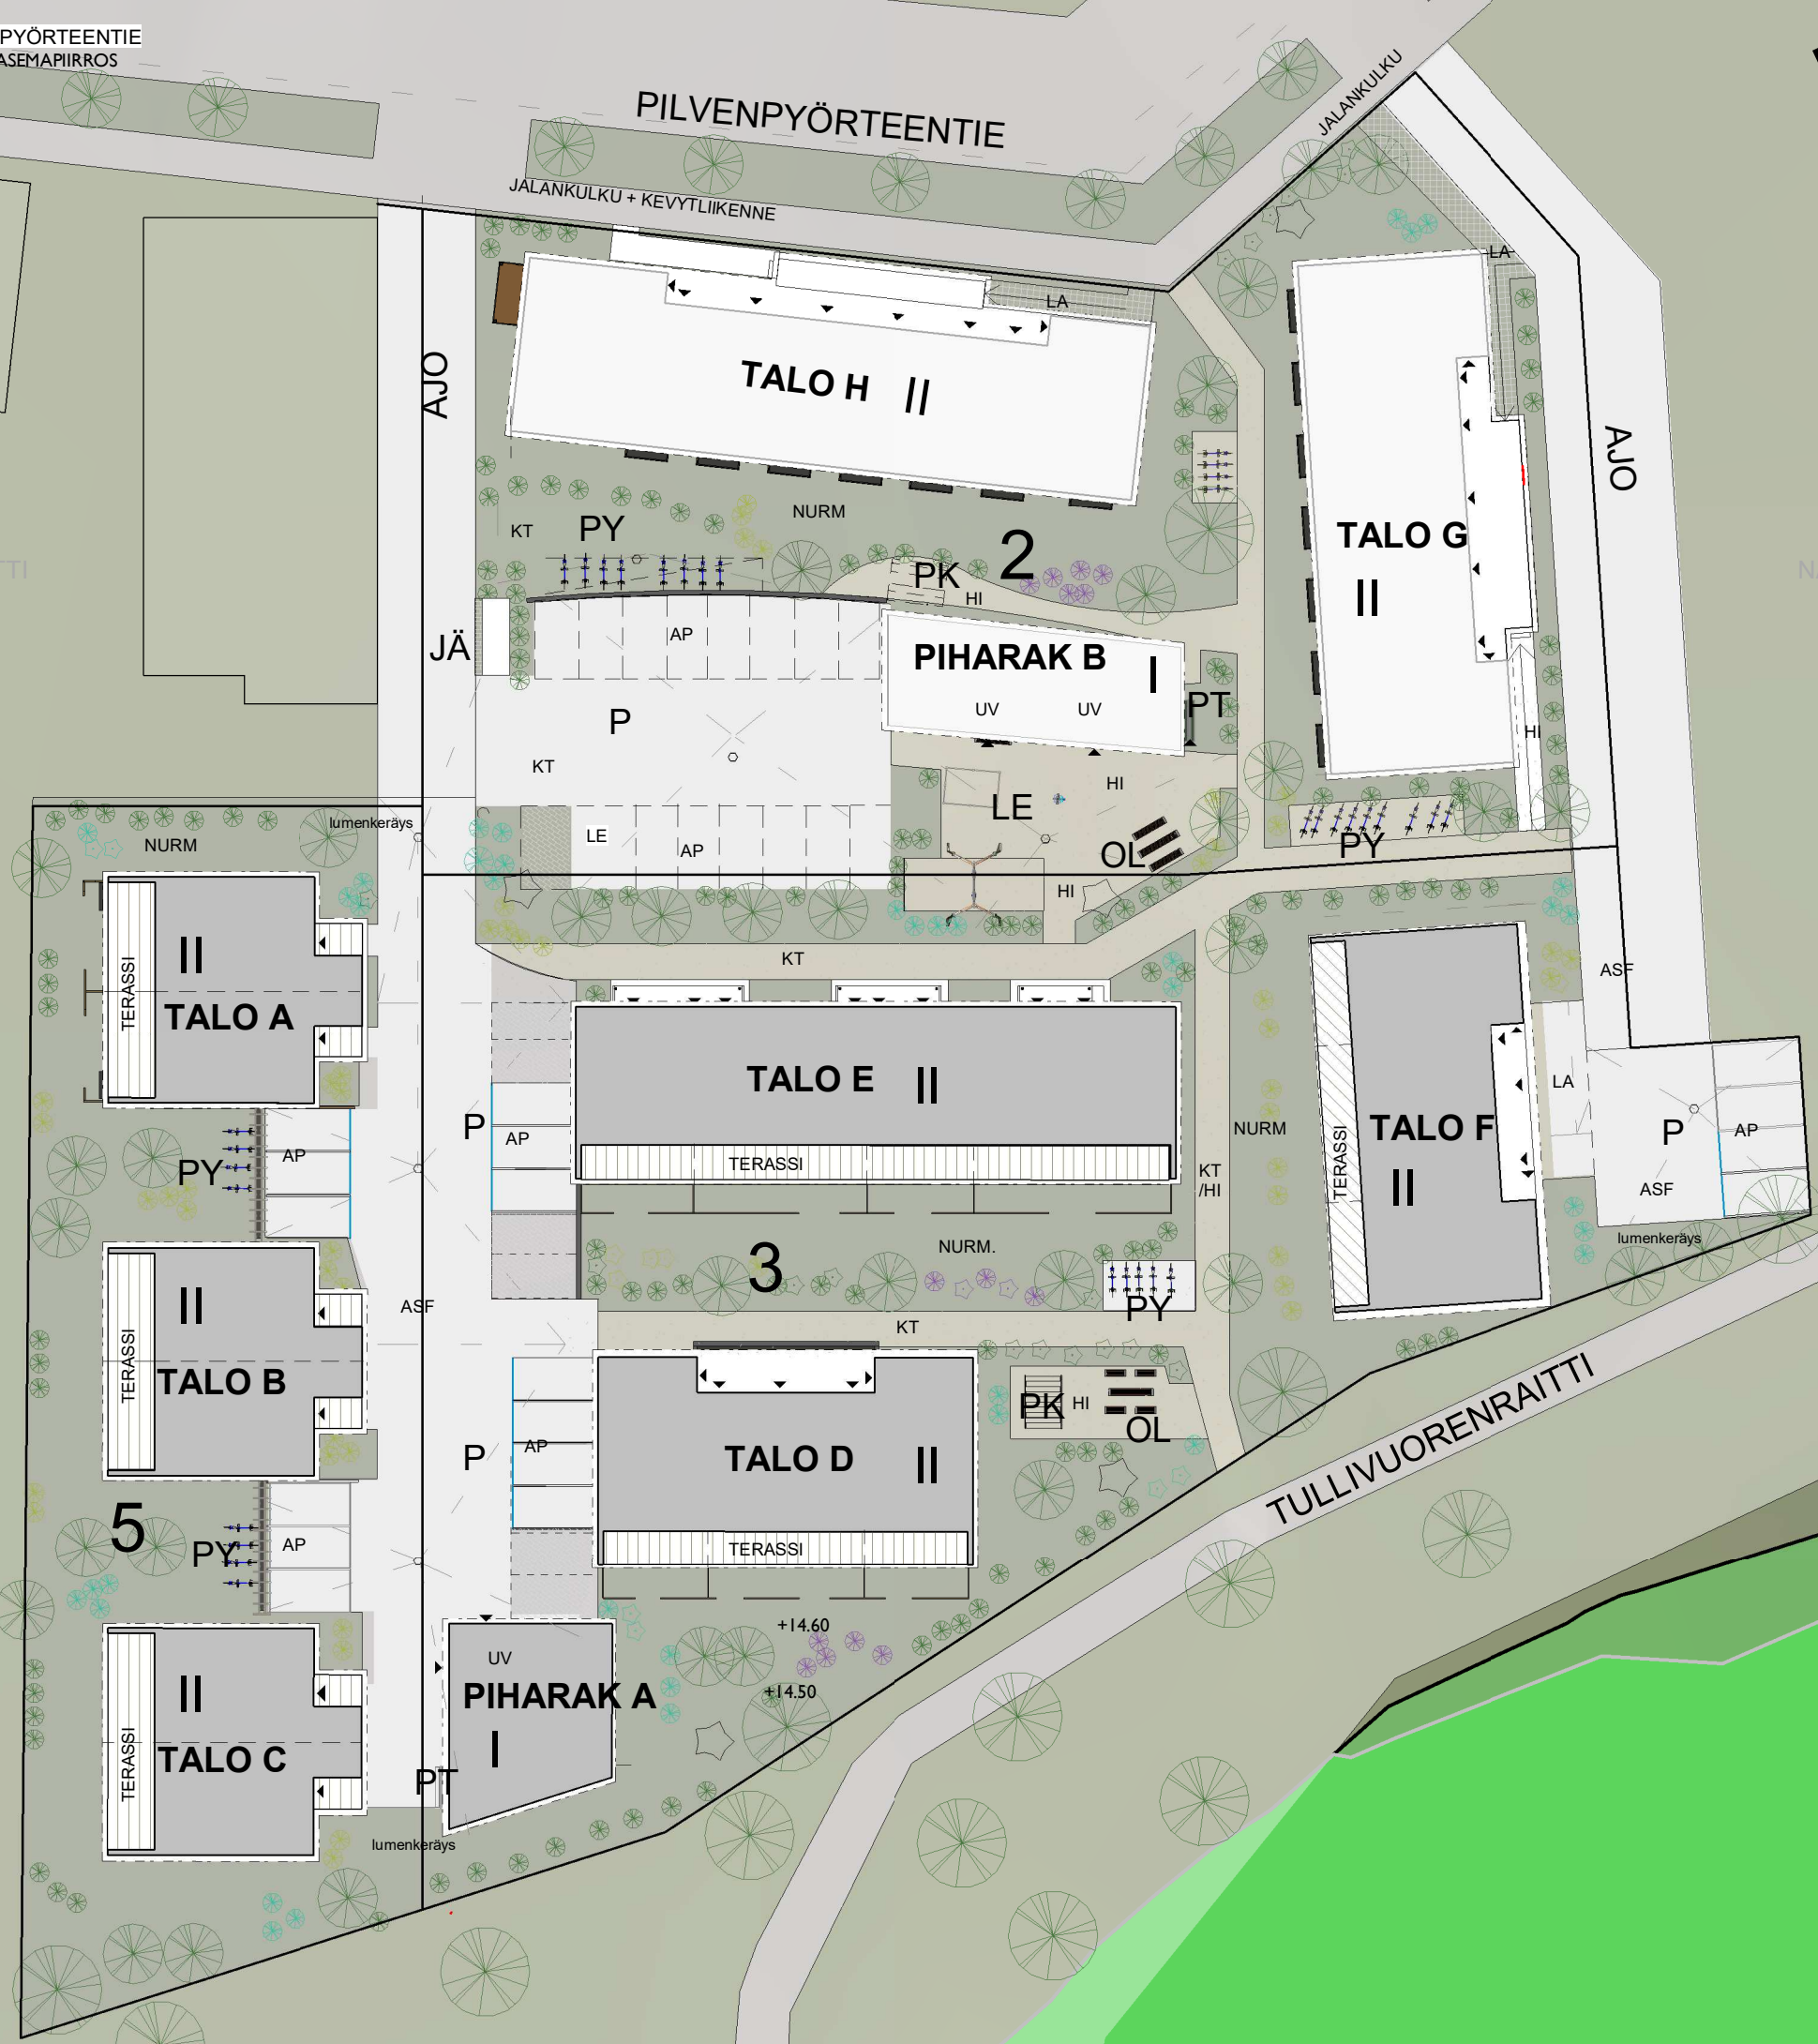 PYÖRTEENTIE
ASEMAPIIRROS
PILVENPYÖRTEENTIE
JALANKULKU
JALANKULKU + KEVYTLIIKENNE
LA
LA
AJO
TALO H II
AJO
PY
KT
NURM
2
TALO G
II
PK
HI
AP
JÄ
PIHARAK B
I
UV
UV
PT
P
HI
KT
HI
LE
lumenkeräys
NURM
LE
AP
OL
PY
HI
KT
II
TERASSI
TALO A
ASF
TALO E II
LA
P
AP
TALO F
P
AP
NURM
AP
PY
TERASSI
TERASSI
KT
/HI
II
ASF
lumenkeräys
NURM.
3
II
ASF
PY
KT
TERASSI
TALO B
PK
HI
OL
TULLIVUORENRAITTI
P
AP
TALO D II
5
PY
AP
TERASSI
+14.60
UV
II
PIHARAK A
+14.50
I
TERASSI
TALO C
PT
lumenkeräys